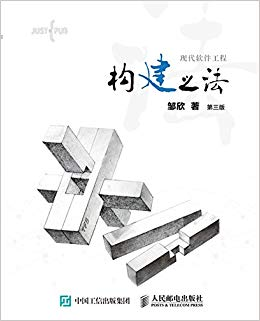 JUST FUN
现代软件工程
构建之法
邹欣 著 第三版
中国工信出版集团 人民邮电出版社
POSTS & TELECOM PRESS